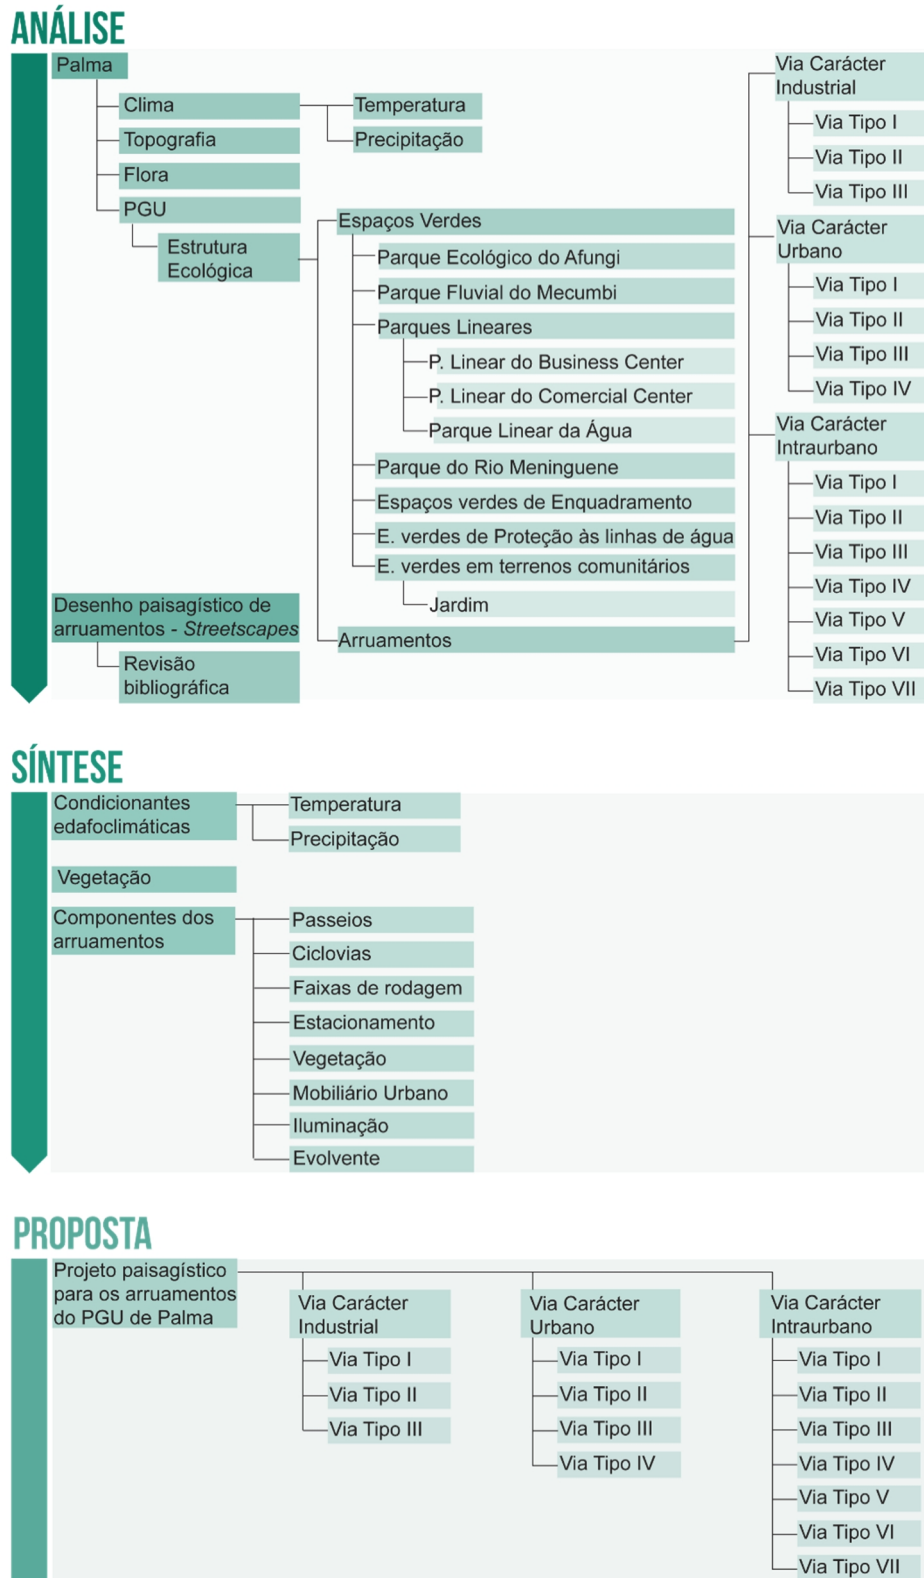 ANÁLISE
Palma
Clima
Temperatura
Precipitação
Topografia
Flora
PGU
Estrutura
Ecológica
Espaços Verdes
Parque Ecológico do Afungi
Parque Fluvial do Mecumbi
Parques Lineares
P. Linear do Business Center
P. Linear do Comercial Center
Parque Linear da Água
Parque do Rio Meninguene
Espaços verdes de Enquadramento
E. verdes de Proteção às linhas de água
E. verdes em terrenos comunitários
Jardim
Arruamentos
Via Carácter
Industrial
Via Tipo I
Via Tipo II
Via Tipo III
Via Carácter
Urbano
Via Tipo I
Via Tipo II
Via Tipo III
Via Tipo IV
Via Carácter
Intraurbano
Via Tipo I
Via Tipo II
Via Tipo III
Via Tipo IV
Via Tipo V
Via Tipo VI
Via Tipo VII
Desenho paisagístico de
arruamentos - Streetscapes
Revisão
bibliográfica
SÍNTESE
Condicionantes
edafoclimáticas
Temperatura
Precipitação
Vegetação
Componentes dos
arruamentos
Passeios
Ciclovias
Faixas de rodagem
Estacionamento
Vegetação
Mobiliário Urbano
Iluminação
Evolvente
PROPOSTA
Projeto paisagístico
para os arruamentos
do PGU de Palma
Via Carácter
Industrial
Via Tipo I
Via Tipo II
Via Tipo III
Via Carácter
Urbano
Via Tipo I
Via Tipo II
Via Tipo III
Via Tipo IV
Via Carácter
Intraurbano
Via Tipo I
Via Tipo II
Via Tipo III
Via Tipo IV
Via Tipo V
Via Tipo VI
Via Tipo VII